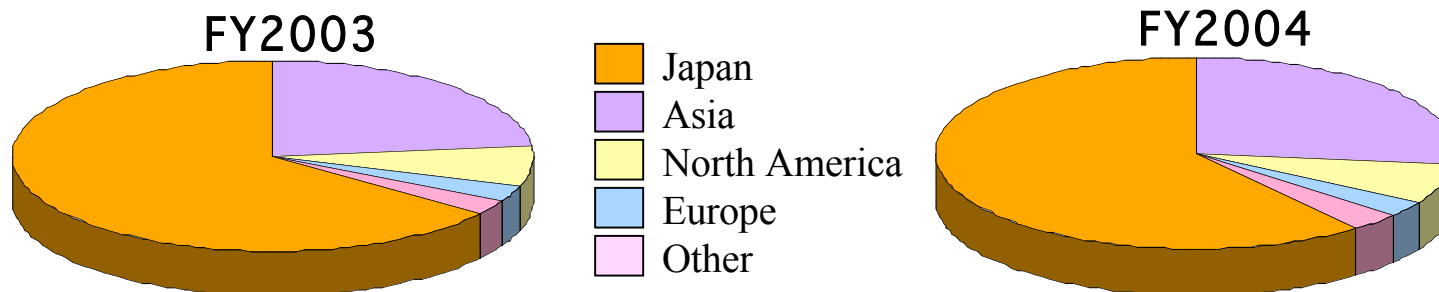 FY2003
Japan
Asia
North America
Europe
Other
FY2004